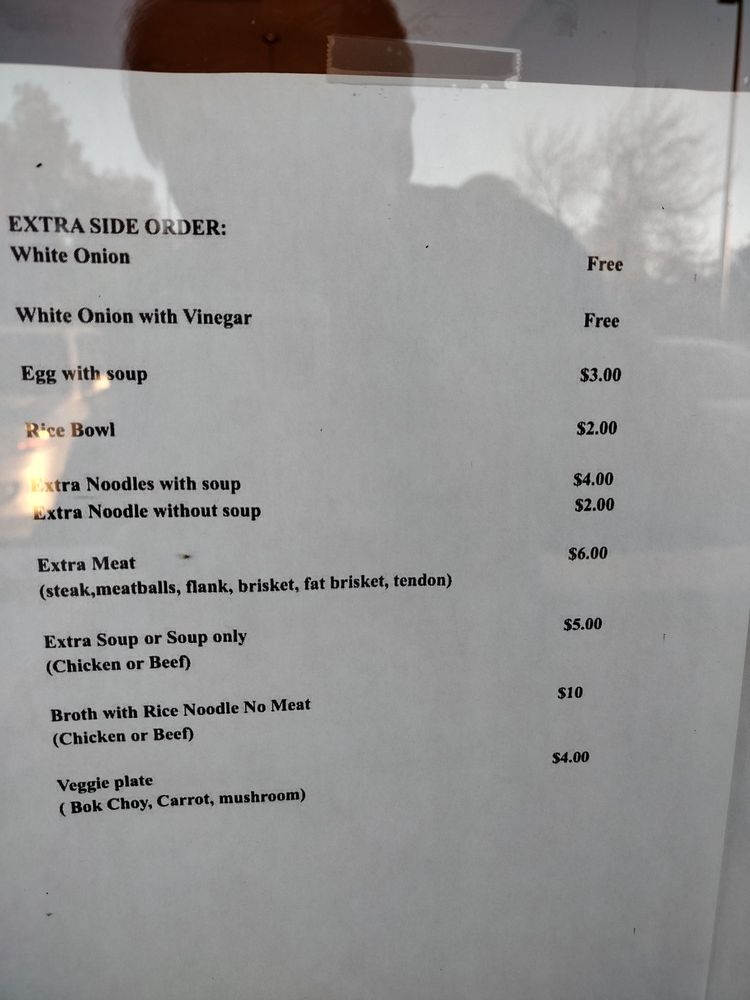 EXTRA SIDE ORDER:
White Onion Free
White Onion with Vinegar Free
Egg with soup $3.00
Rice Bowl $2.00
Extra Noodles with soup $4.00
Extra Noodle without soup $2.00
Extra Meat $6.00
(steak,meatballs, flank, brisket, fat brisket, tendon)
Extra Soup or Soup only $5.00
(Chicken or Beef)
Broth with Rice Noodle No Meat $10
(Chicken or Beef)
Veggie plate $4.00
( Bok Choy, Carrot, mushroom)